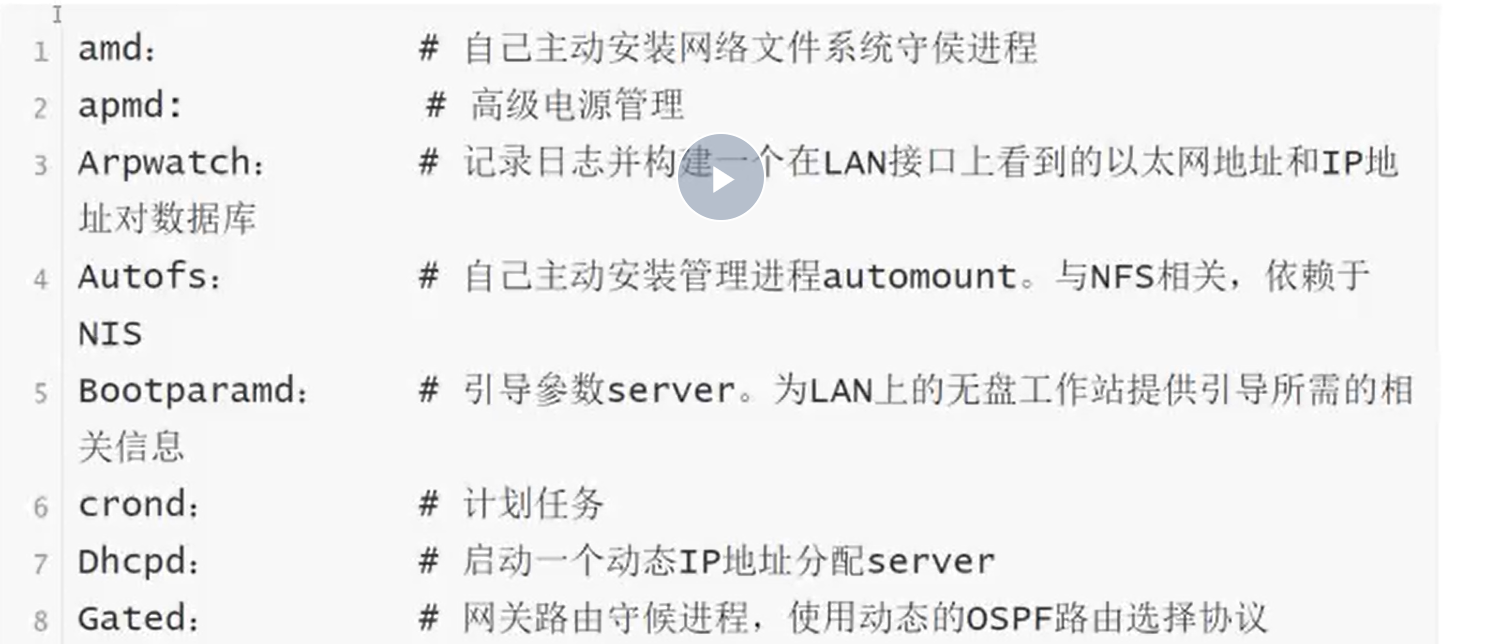 1 amd： # 自己主动安装网络文件系统守侯进程
2 apmd: # 高级电源管理
3 Arpwatch： # 记录日志并构建一个在LAN接口上看到的以太网地址和IP地
址对数据库
4 Autofs： # 自己主动安装管理进程automount。与NFS相关，依赖于
NIS
5 Bootparamd： # 引导參数server。为LAN上的无盘工作站提供引导所需的相
关信息
6 crond： # 计划任务
7 Dhcpd： # 启动一个动态IP地址分配server
8 Gated： # 网关路由守候进程，使用动态的OSPF路由选择协议